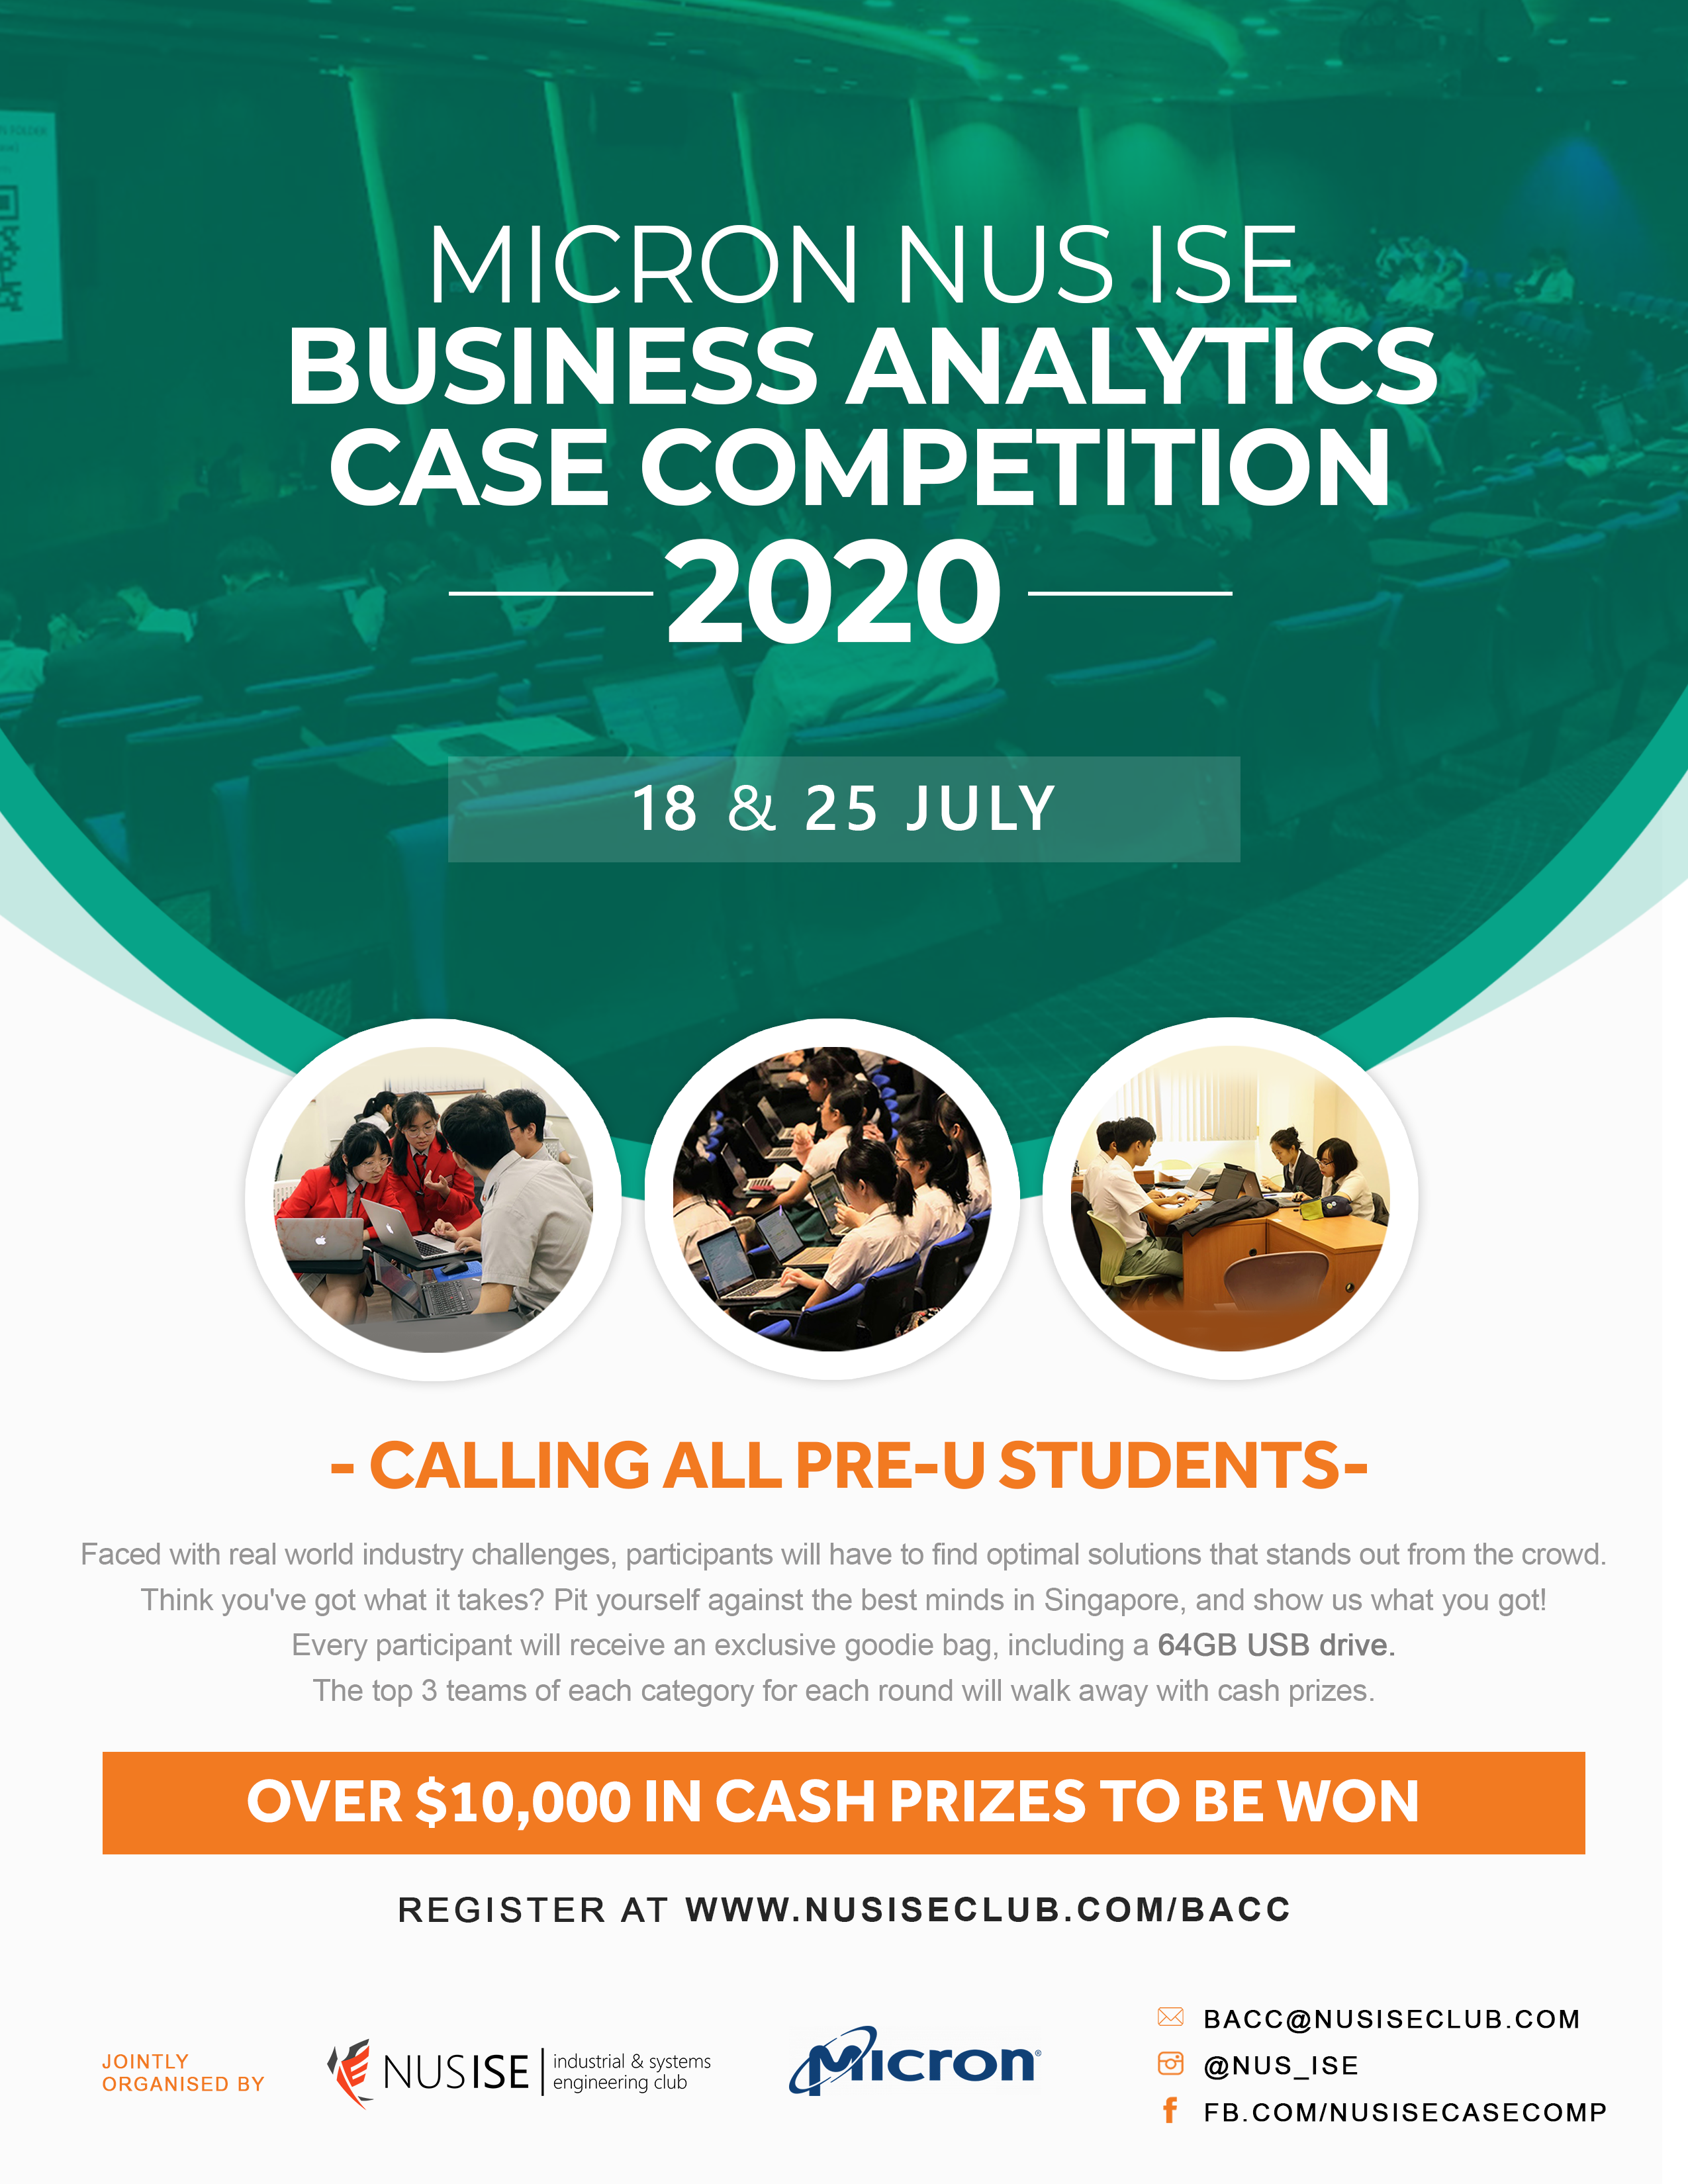 MICRON NUS ISE
BUSINESS ANALYTICS
CASE COMPETITION
2020
18 & 25 JULY
- CALLING ALL PRE-U STUDENTS-
Faced with real world industry challenges, participants will have to find optimal solutions that stands out from the crowd.
Think you've got what it takes? Pit yourself against the best minds in Singapore, and show us what you got!
Every participant will receive an exclusive goodie bag, including a 64GB USB drive.
The top 3 teams of each category for each round will walk away with cash prizes.
OVER $10,000 IN CASH PRIZES TO BE WON
REGISTER AT WWW.NUSISECLUB.COM/BACC
JOINTLY
ORGANISED BY
NUSISE
industrial & systems
engineering club
Micron®
BACC@NUSISECLUB.COM
@NUS_ISE
FB.COM/NUSISECASECOMP